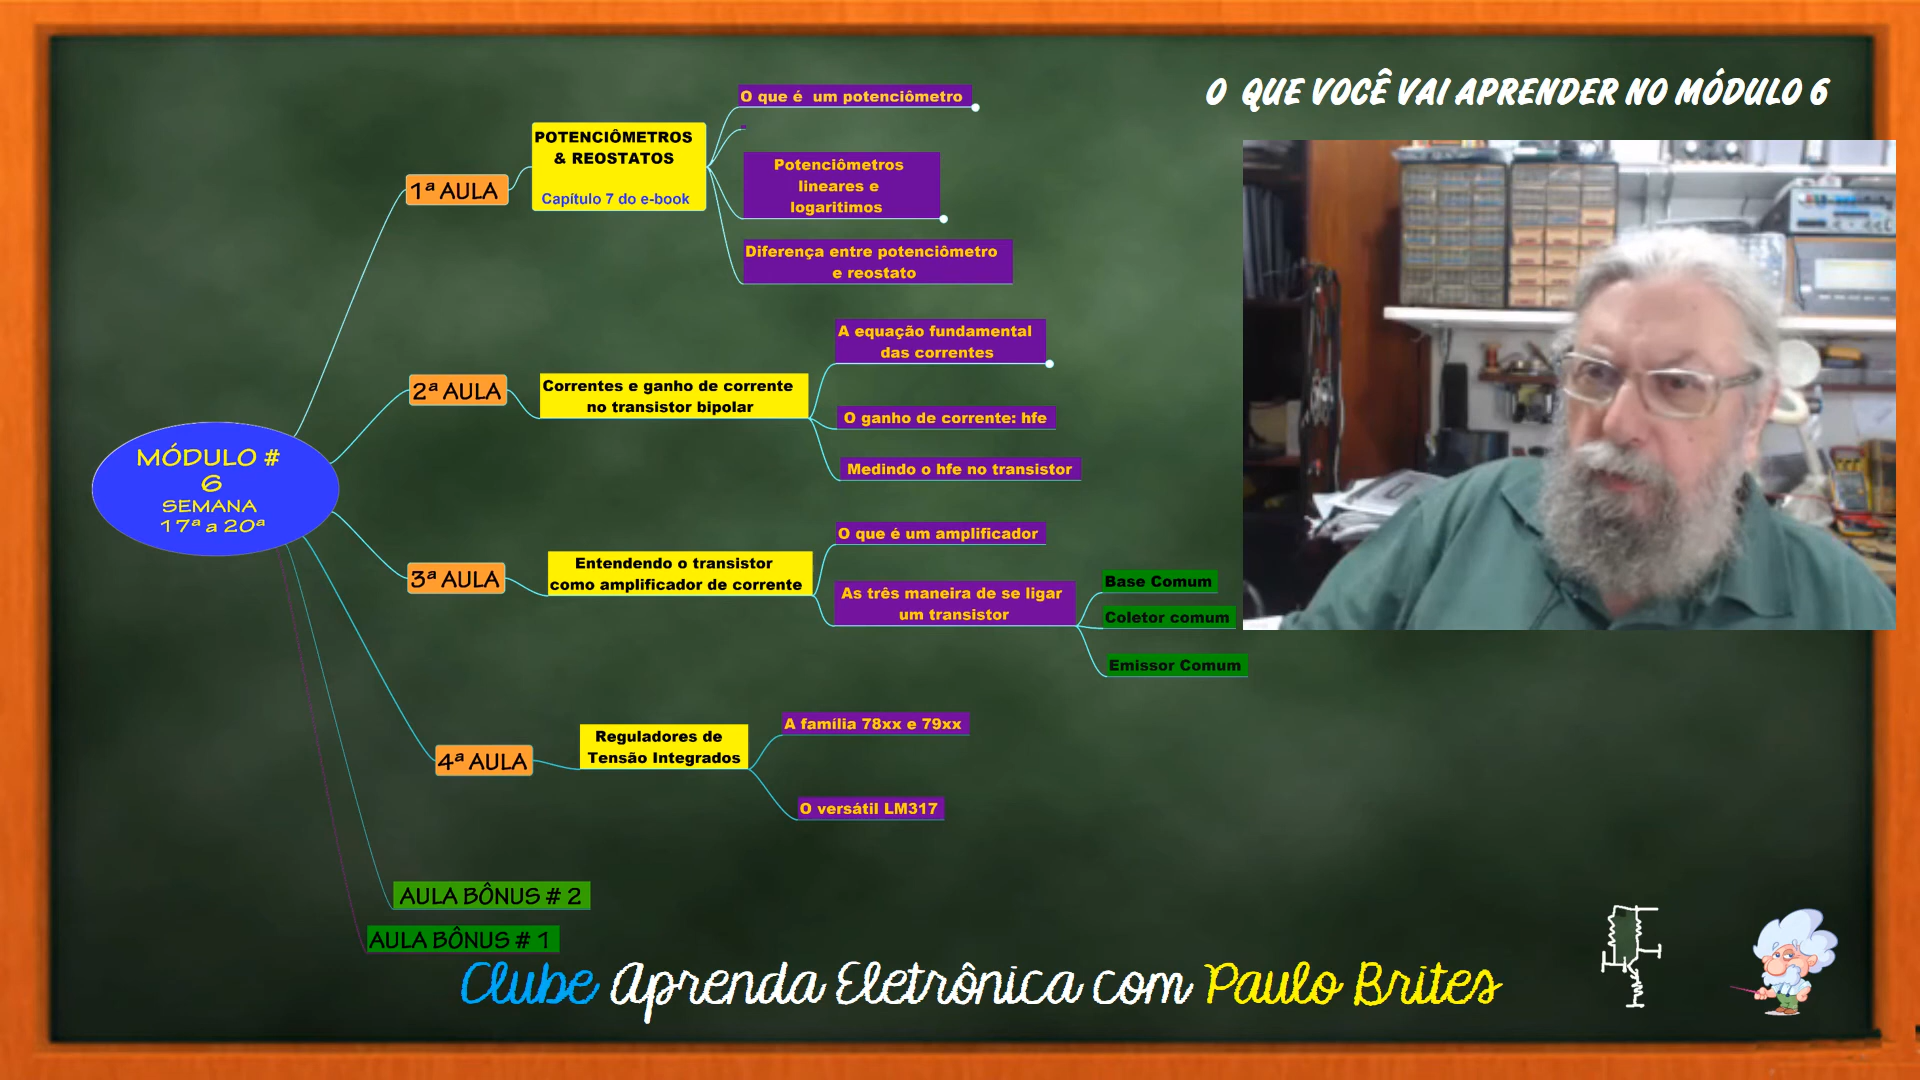 O QUE VOCÊ VAI APRENDER NO MÓDULO 6
MÓDULO #
6
SEMANA
17ª a 20ª
1ª AULA
POTENCIÔMETROS
& REOSTATOS
Capítulo 7 do e-book
O que é um potenciômetro
Potenciômetros
lineares e
logaritimos
Diferença entre potenciômetro
e reostato
2ª AULA
Correntes e ganho de corrente
no transistor bipolar
A equação fundamental
das correntes
O ganho de corrente: hfe
Medindo o hfe no transistor
3ª AULA
Entendendo o transistor
como amplificador de corrente
O que é um amplificador
As três maneira de se ligar
um transistor
Base Comum
Coletor comum
Emissor Comum
4ª AULA
Reguladores de
Tensão Integrados
A família 78xx e 79xx
O versátil LM317
AULA BÔNUS # 2
AULA BÔNUS # 1
Clube Aprenda Eletrônica com Paulo Brites